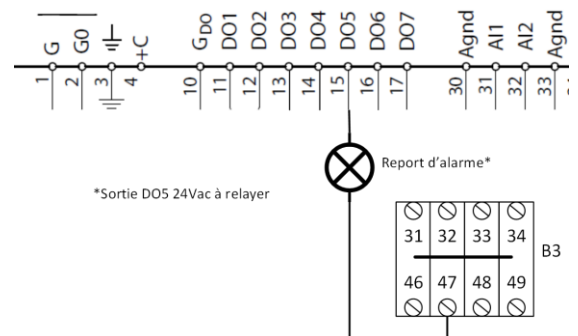 G G0 +C G DO DO1 DO2 DO3 DO4 DO5 DO6 DO7 Agnd AI1 AI2 Agnd
1 2 3 4 10 11 12 13 14 15 16 17 30 31 32 33
Report d’alarme*
*Sortie DO5 24Vac à relayer
31 32 33 34
B3
46 47 48 49